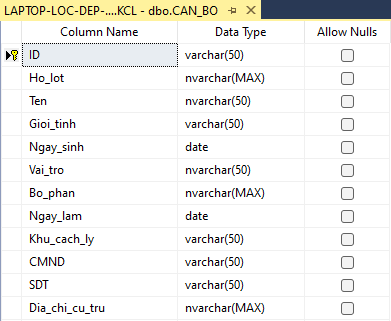 LAPTOP-LOC-DEP-....KCL - dbo.CAN_BO
Column Name Data Type Allow Nulls
ID varchar(50)
Ho_lot nvarchar(MAX)
Ten nvarchar(50)
Gioi_tinh varchar(50)
Ngay_sinh date
Vai_tro nvarchar(50)
Bo_phan nvarchar(MAX)
Ngay_lam date
Khu_cach_ly varchar(50)
CMND varchar(50)
SDT varchar(50)
Dia_chi_cu_tru nvarchar(MAX)